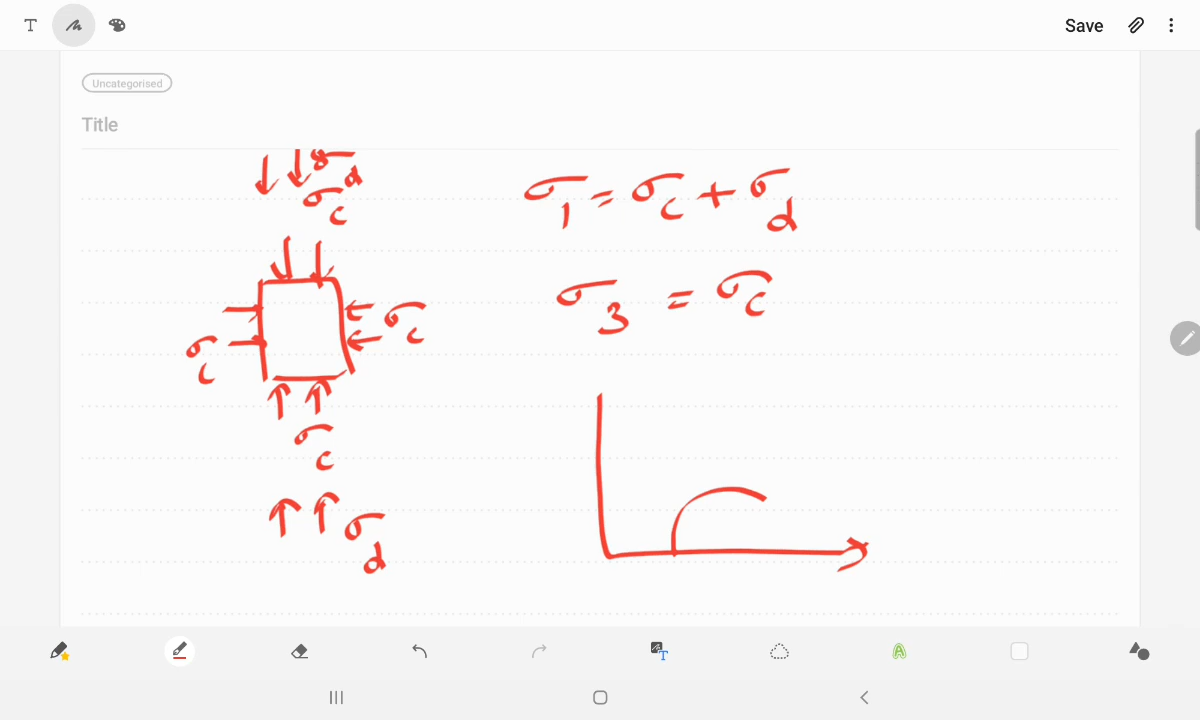 T
Save
Uncategorised
Title
σd
σc
σ1 = σc + σd
σ3 = σc
σc
σc
σc
σd
T
A